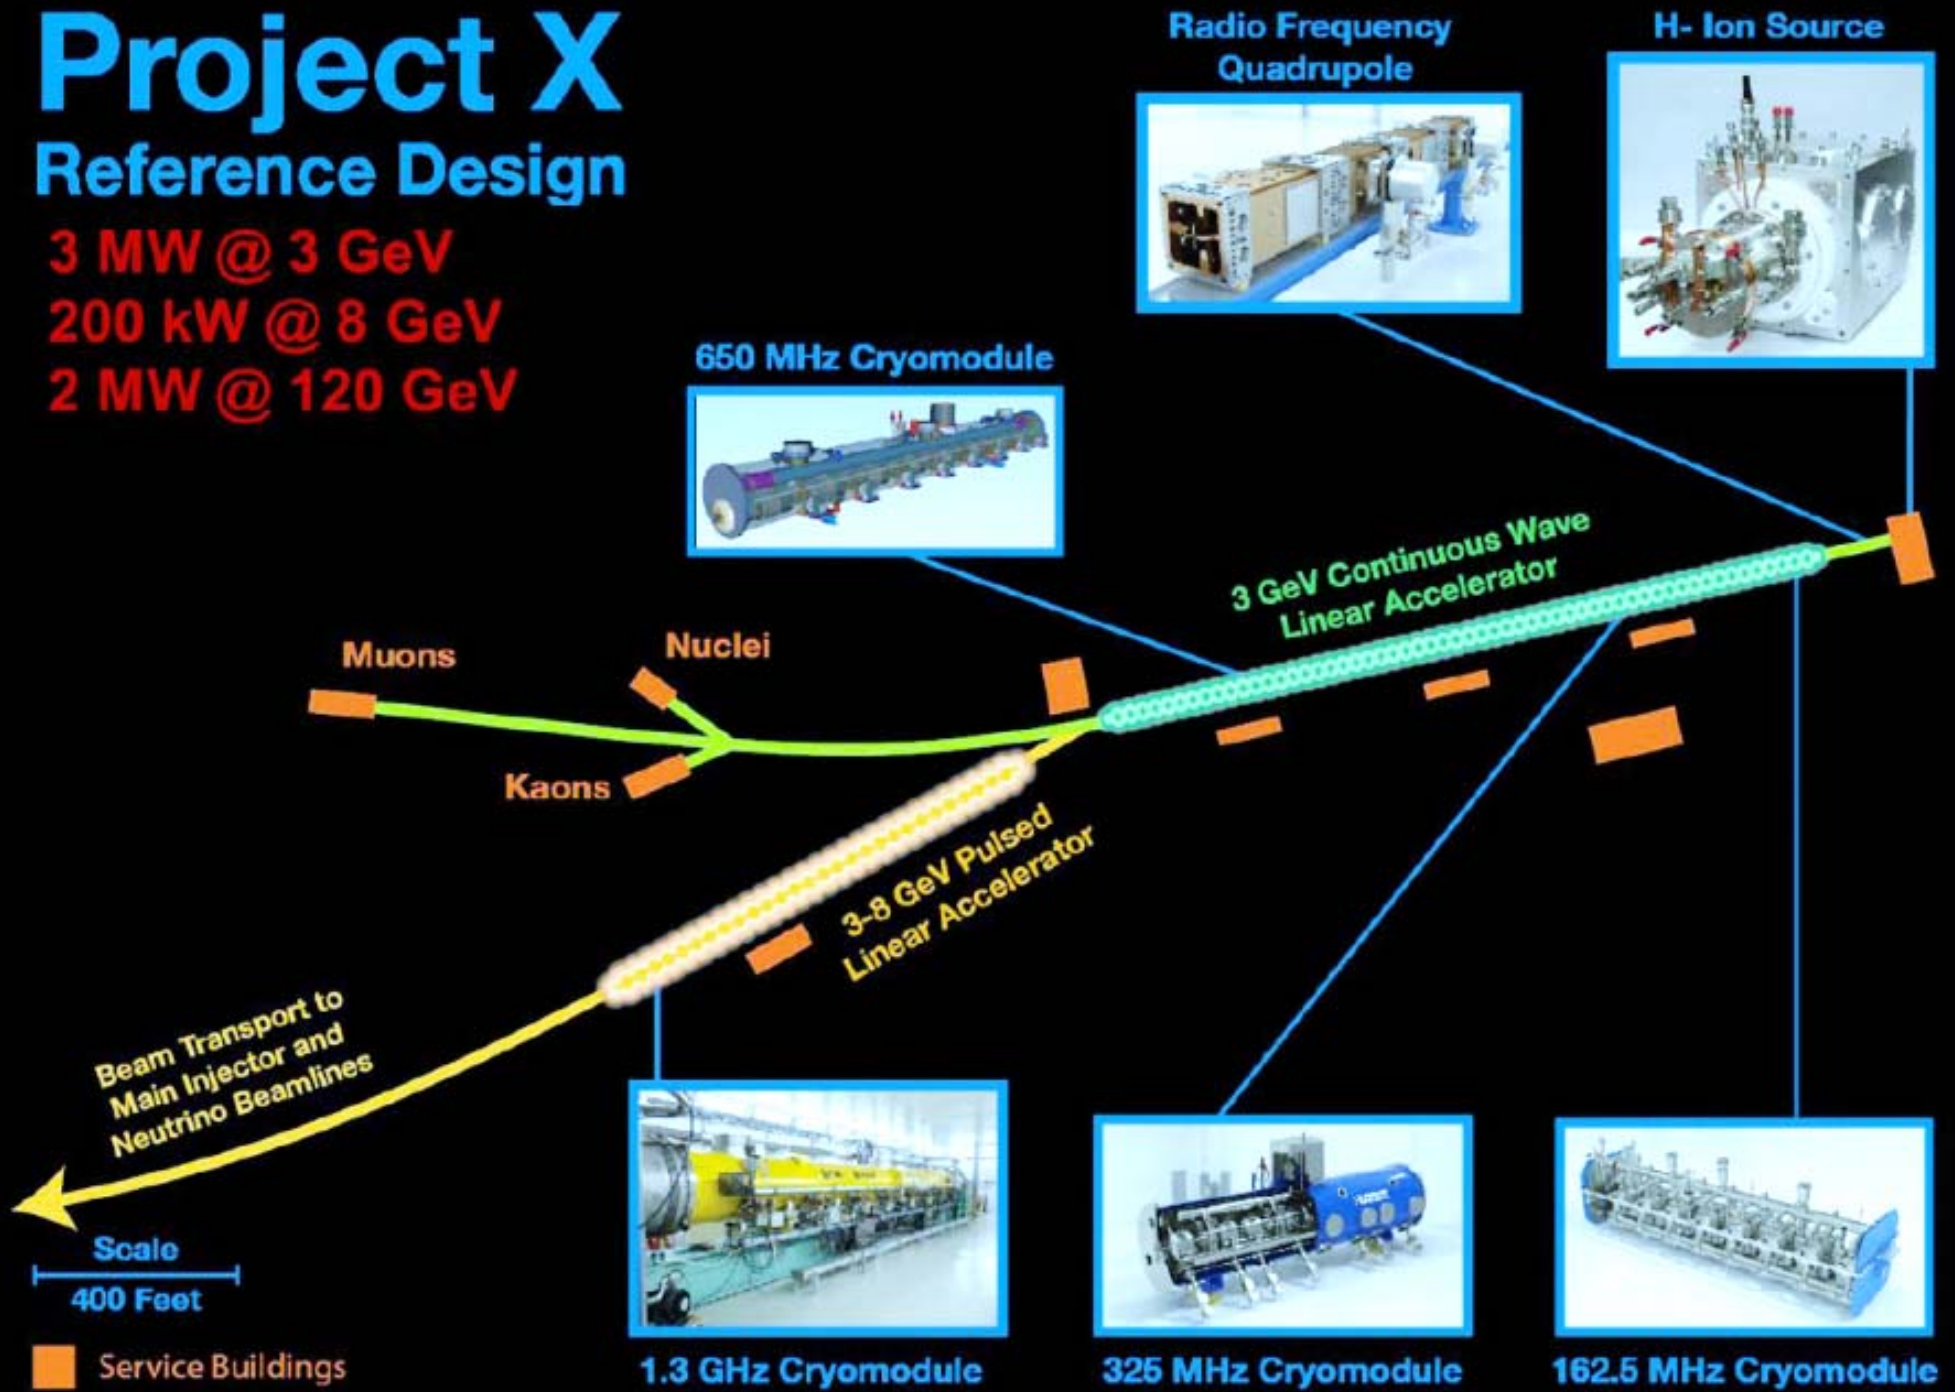 Project X
Reference Design
3 MW @ 3 GeV
200 kW @ 8 GeV
2 MW @ 120 GeV
Radio Frequency
Quadrupole
H- Ion Source
650 MHz Cryomodule
3 GeV Continuous Wave
Linear Accelerator
Muons
Nuclei
Kaons
3-8 GeV Pulsed
Linear Accelerator
Beam Transport to
Main Injector and
Neutrino Beamlines
Scale
400 Feet
Service Buildings
1.3 GHz Cryomodule
325 MHz Cryomodule
162.5 MHz Cryomodule